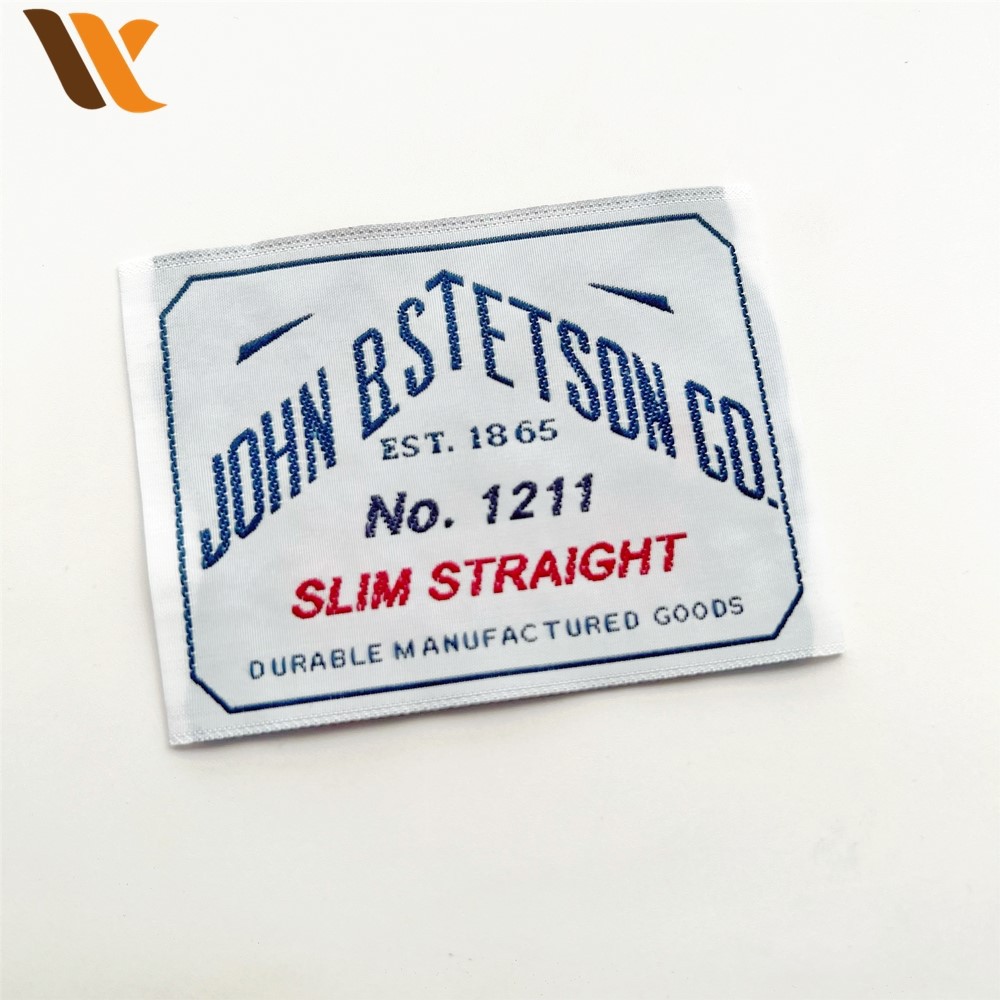 JOHN B. STETSON CO.
EST. 1865
No. 1211
SLIM STRAIGHT
DURABLE MANUFACTURED GOODS